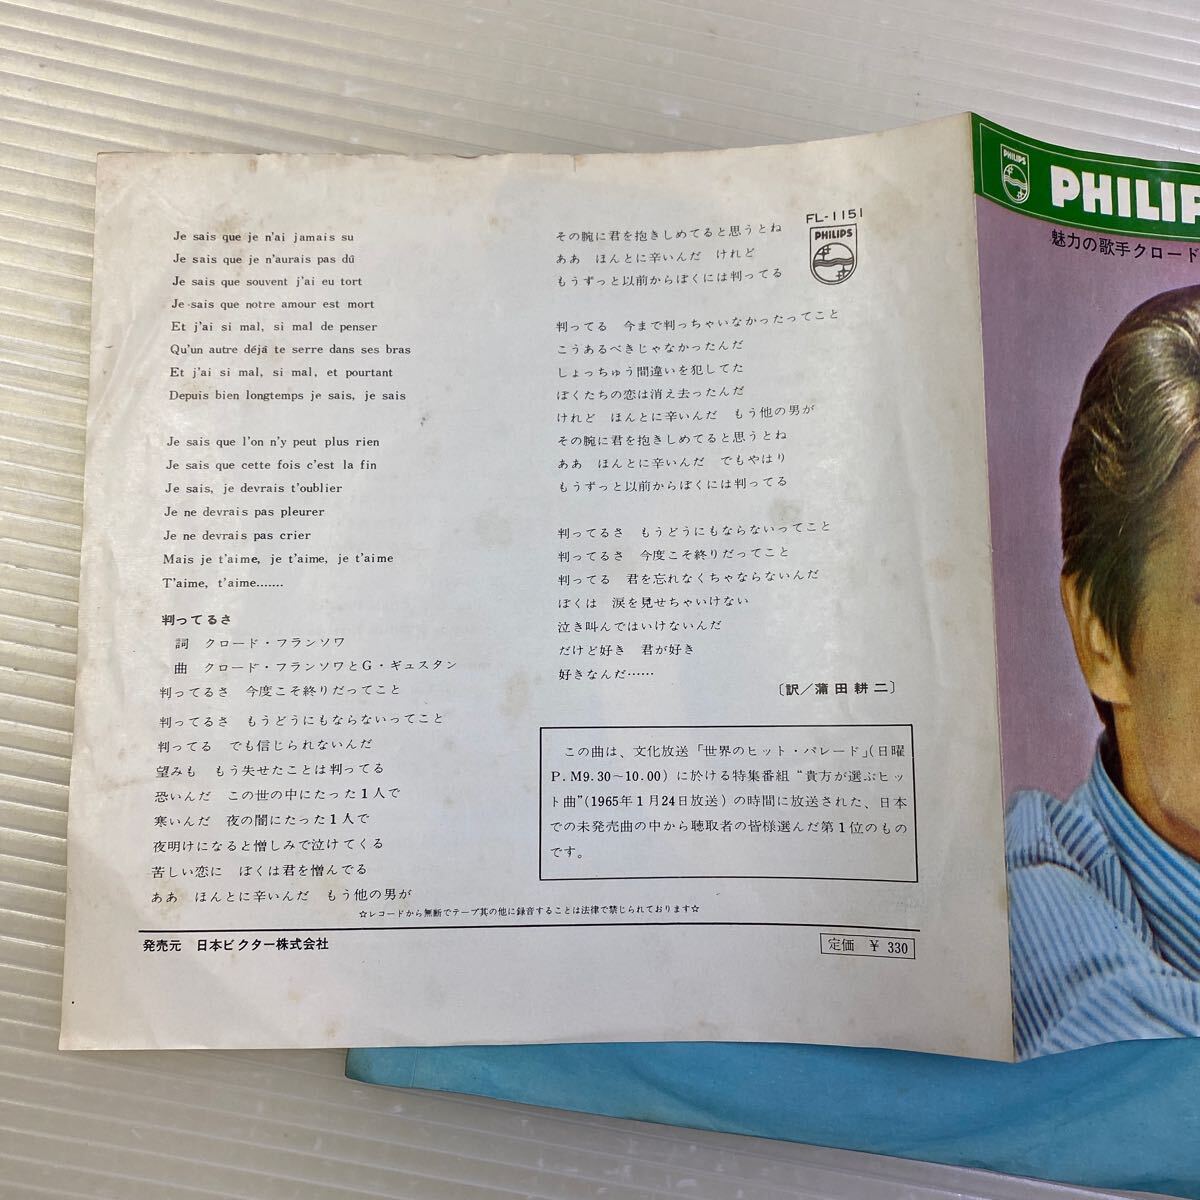 Je sais que je n'ai jamais su
Je sais que je n'aurais pas dû
Je sais que souvent j'ai eu tort
Je sais que notre amour est mort
Et j'ai si mal, si mal de penser
Qu'un autre déjà te serre dans ses bras
Et j'ai si mal, si mal, et pourtant
Depuis bien longtemps je sais, je sais
Je sais que l'on n'y peut plus rien
Je sais que cette fois c'est la fin
Je sais, je devrais t'oublier
Je ne devrais pas pleurer
Je ne devrais pas crier
Mais je t'aime, je t'aime, je t'aime
T'aime, t'aime.......
判ってるさ
詞 クロード・フランソワ
曲 クロード・フランソワとG・ギュスタン
判ってるさ 今度こそ終りだってこと
判ってるさ もうどうにもならないってこと
判ってる でも信じられないんだ
望みも もう失せたことは判ってる
恐いんだ この世の中にたった1人で
寒いんだ 夜の闇にたった1人で
夜明けになると憎しみで泣けてくる
苦しい恋に ぼくは君を憎んでる
ああ ほんとに辛いんだ もう他の男が
その腕に君を抱きしめてると思うとね
ああ ほんとに辛いんだ けれど
もうずっと以前からぼくには判ってる
判ってる 今まで判っちゃいなかったってこと
こうあるべきじゃなかったんだ
しょっちゅう間違いを犯してた
ぼくたちの恋は消え去ったんだ
けれど ほんとに辛いんだ もう他の男が
その腕に君を抱きしめてると思うとね
ああ ほんとに辛いんだ でもやはり
もうずっと以前からぼくには判ってる
判ってるさ もうどうにもならないってこと
判ってるさ 今度こそ終りだってこと
判ってる 君を忘れなくちゃならないんだ
ぼくは 涙を見せちゃいけない
泣き叫んではいけないんだ
だけど好き 君が好き
好きなんだ……
〔訳／蒲田耕二〕
この曲は、文化放送「世界のヒット・パレード」(日曜
P.M9.30〜10.00)に於ける特集番組“貴方が選ぶヒッ
ト曲”(1965年1月24日放送)の時間に放送された、日本
での未発売曲の中から聴取者の皆様選んだ第1位のもの
です。
☆レコードから無断でテープ其の他に録音することは法律で禁じられております☆
発売元 日本ビクター株式会社
定価 ¥ 330
FL-1151
PHILIPS
PHILIPS
PHILIP
魅力の歌手クロード